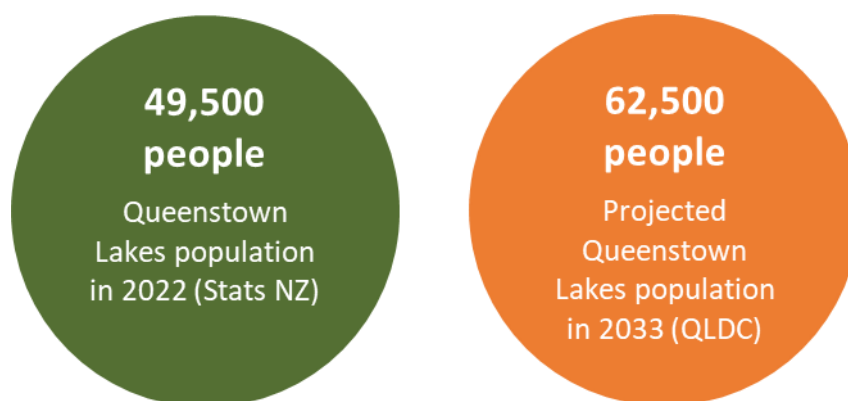 49,500
people
Queenstown
Lakes population
in 2022 (Stats NZ)
62,500
people
Projected
Queenstown
Lakes population
in 2033 (QLDC)